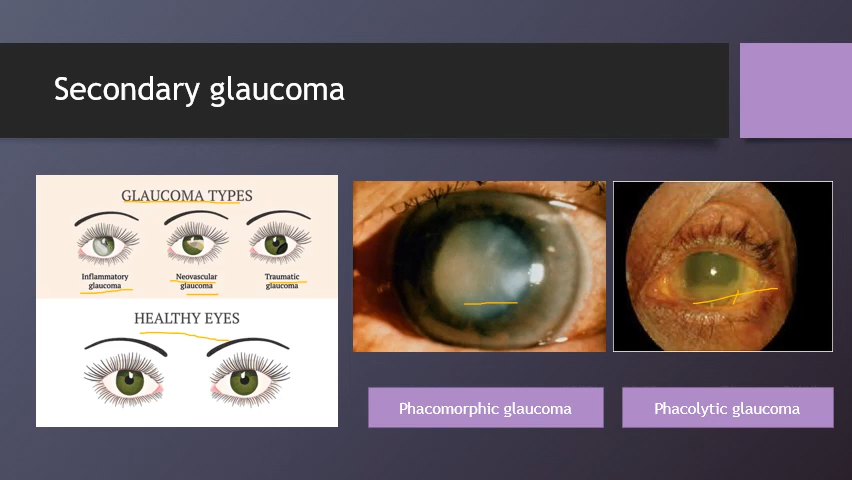 Secondary glaucoma
GLAUCOMA TYPES
Inflammatory
glaucoma
Neovascular
glaucoma
Traumatic
glaucoma
HEALTHY EYES
Phacomorphic glaucoma
Phacolytic glaucoma